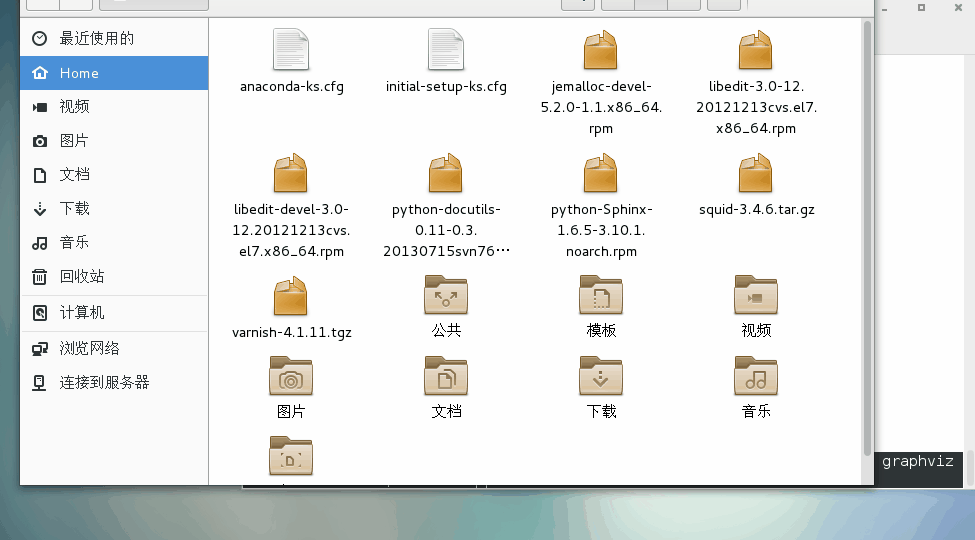 最近使用的
Home
视频
图片
文档
下载
音乐
回收站
计算机
浏览网络
连接到服务器
anaconda-ks.cfg
initial-setup-ks.cfg
jemalloc-devel-
5.2.0-1.1.x86_64.
rpm
libedit-3.0-12.
20121213cvs.el7.
x86_64.rpm
libedit-devel-3.0-
12.20121213cvs.
el7.x86_64.rpm
python-docutils-
0.11-0.3.
20130715svn76⋯
python-Sphinx-
1.6.5-3.10.1.
noarch.rpm
squid-3.4.6.tar.gz
varnish-4.1.11.tgz
公共
模板
视频
图片
文档
下载
音乐
graphviz